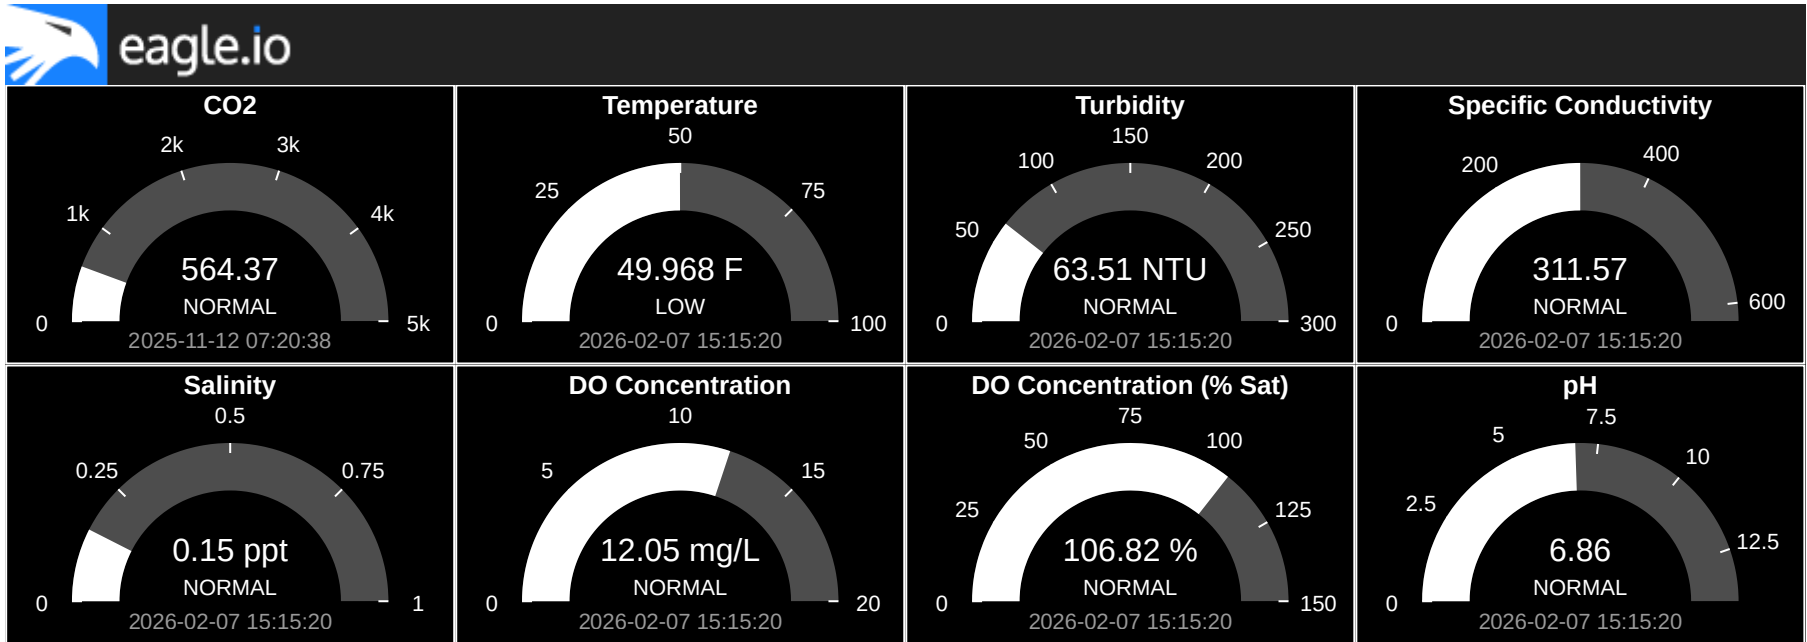 eagle.io
CO2
0
1k
2k
3k
4k
5k
564.37
NORMAL
2025-11-12 07:20:38
Temperature
0
25
50
75
100
49.968 F
LOW
2026-02-07 15:15:20
Turbidity
0
50
100
150
200
250
300
63.51 NTU
NORMAL
2026-02-07 15:15:20
Specific Conductivity
0
200
400
600
311.57
NORMAL
2026-02-07 15:15:20
Salinity
0
0.25
0.5
0.75
1
0.15 ppt
NORMAL
2026-02-07 15:15:20
DO Concentration
0
5
10
15
20
12.05 mg/L
NORMAL
2026-02-07 15:15:20
DO Concentration (% Sat)
0
25
50
75
100
125
150
106.82 %
NORMAL
2026-02-07 15:15:20
pH
0
2.5
5
7.5
10
12.5
6.86
NORMAL
2026-02-07 15:15:20